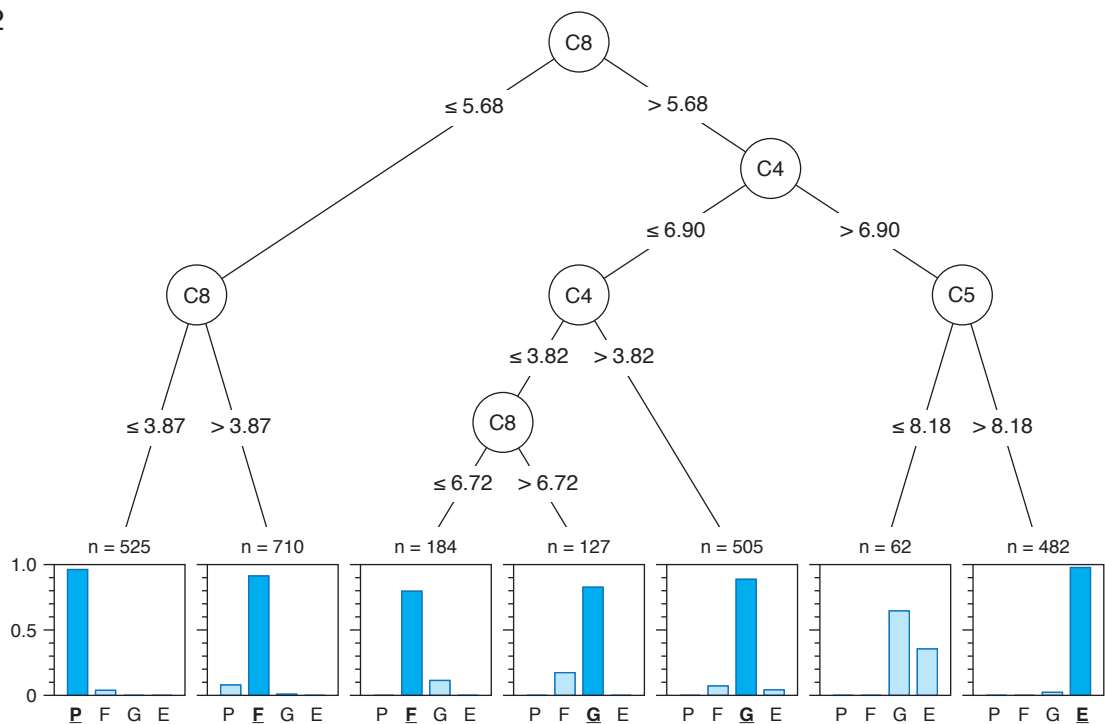 2
C8
≤ 5.68 > 5.68
C4
≤ 6.90 > 6.90
C8 C4 C5
≤ 3.82 > 3.82
C8
≤ 3.87 > 3.87 ≤ 8.18 > 8.18
≤ 6.72 > 6.72
n = 525 n = 710 n = 184 n = 127 n = 505 n = 62 n = 482
1.0
0.5
0
P F G E P F G E P F G E P F G E P F G E P F G E P F G E